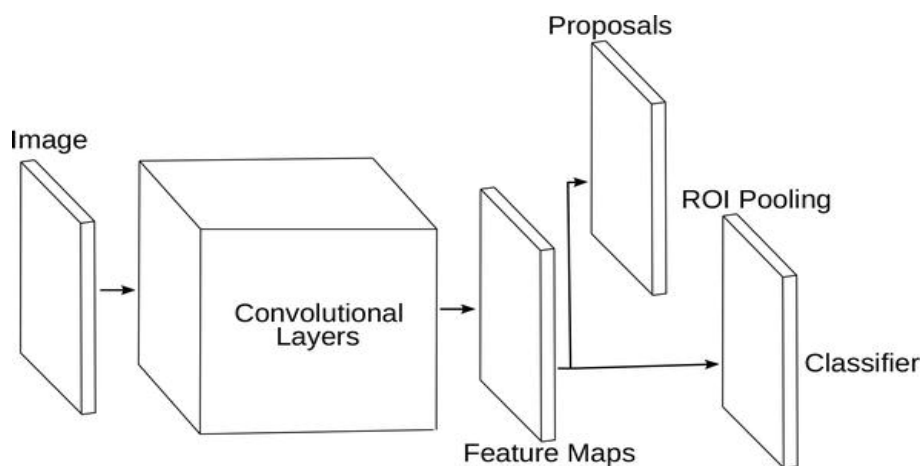 Proposals
Image
ROI Pooling
Convolutional
Layers
Classifier
Feature Maps